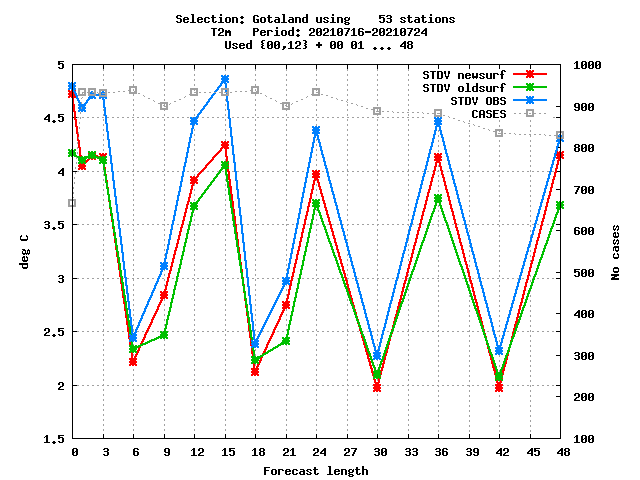 Selection: Gotaland using    53 stations
T2m   Period: 20210716-20210724
Used {00,12} + 00 01 ... 48
STDV newsurf
STDV oldsurf
STDV OBS
CASES
5
4.5
4
3.5
3
2.5
2
1.5
deg C
1000
900
800
700
600
500
400
300
200
100
No cases
0 3 6 9 12 15 18 21 24 27 30 33 36 39 42 45 48
Forecast length